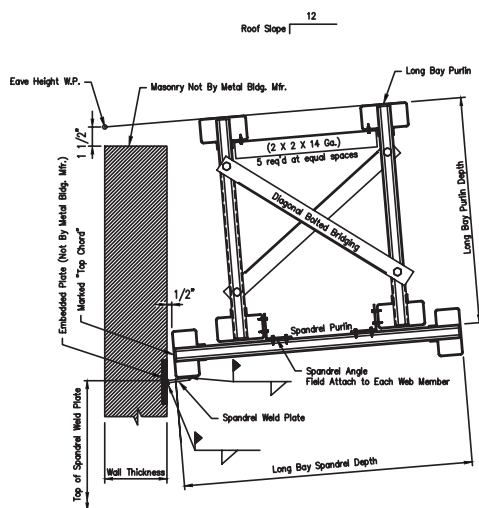 12
Roof Slope
Long Bay Purlin
Eave Height W.P.
Masonry Not By Metal Bldg. Mfr.
1 1/2"
(2 X 2 X 14 Ga.)
5 req'd at equal spaces
Diagonal Bolted Bridging
Long Bay Purlin Depth
Embedded Plate (Not By Metal Bldg. Mfr.)
Marked "Top Chord"
1/2"
Spandrel Purlin
Spandrel Angle
Field Attach to Each Web Member
Spandrel Weld Plate
Top of Spandrel Weld Plate
Wall Thickness
Long Bay Spandrel Depth